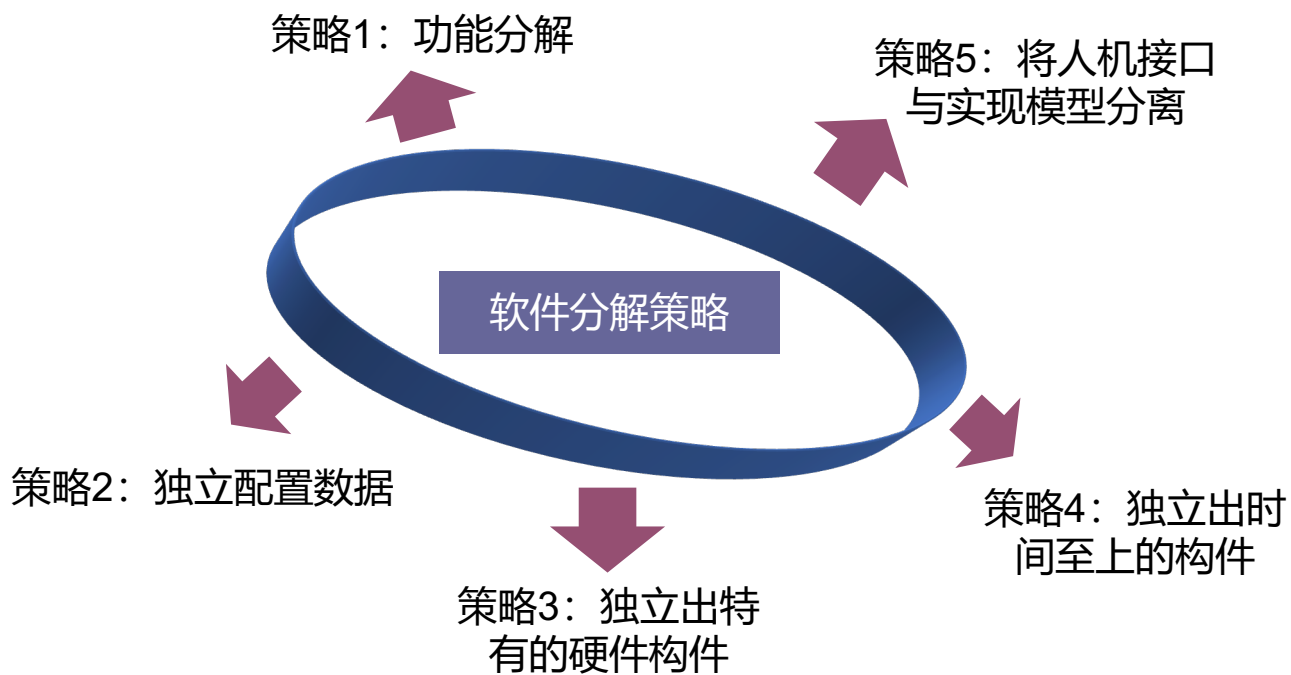 策略1：功能分解
策略5：将人机接口
与实现模型分离
软件分解策略
策略2：独立配置数据
策略4：独立出时
间至上的构件
策略3：独立出特
有的硬件构件